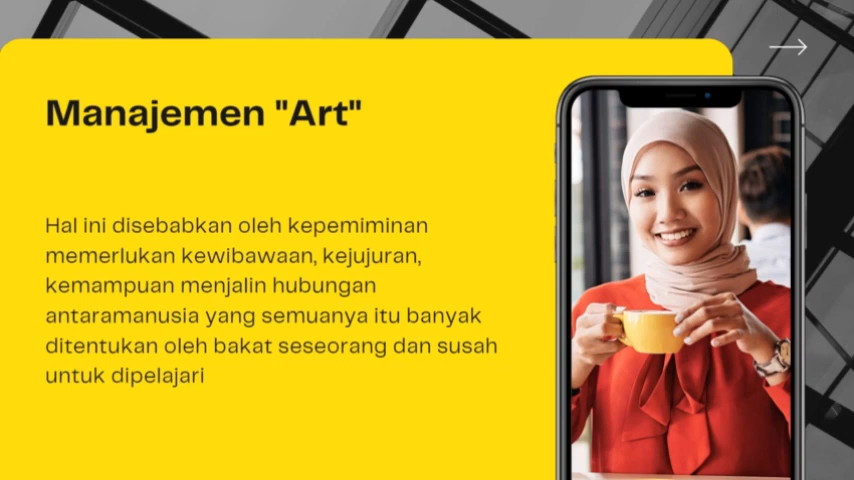 Manajemen "Art"
Hal ini disebabkan oleh kepemiminan
memerlukan kewibawaan, kejujuran,
kemampuan menjalin hubungan
antaramanusia yang semuanya itu banyak
ditentukan oleh bakat seseorang dan susah
untuk dipelajari